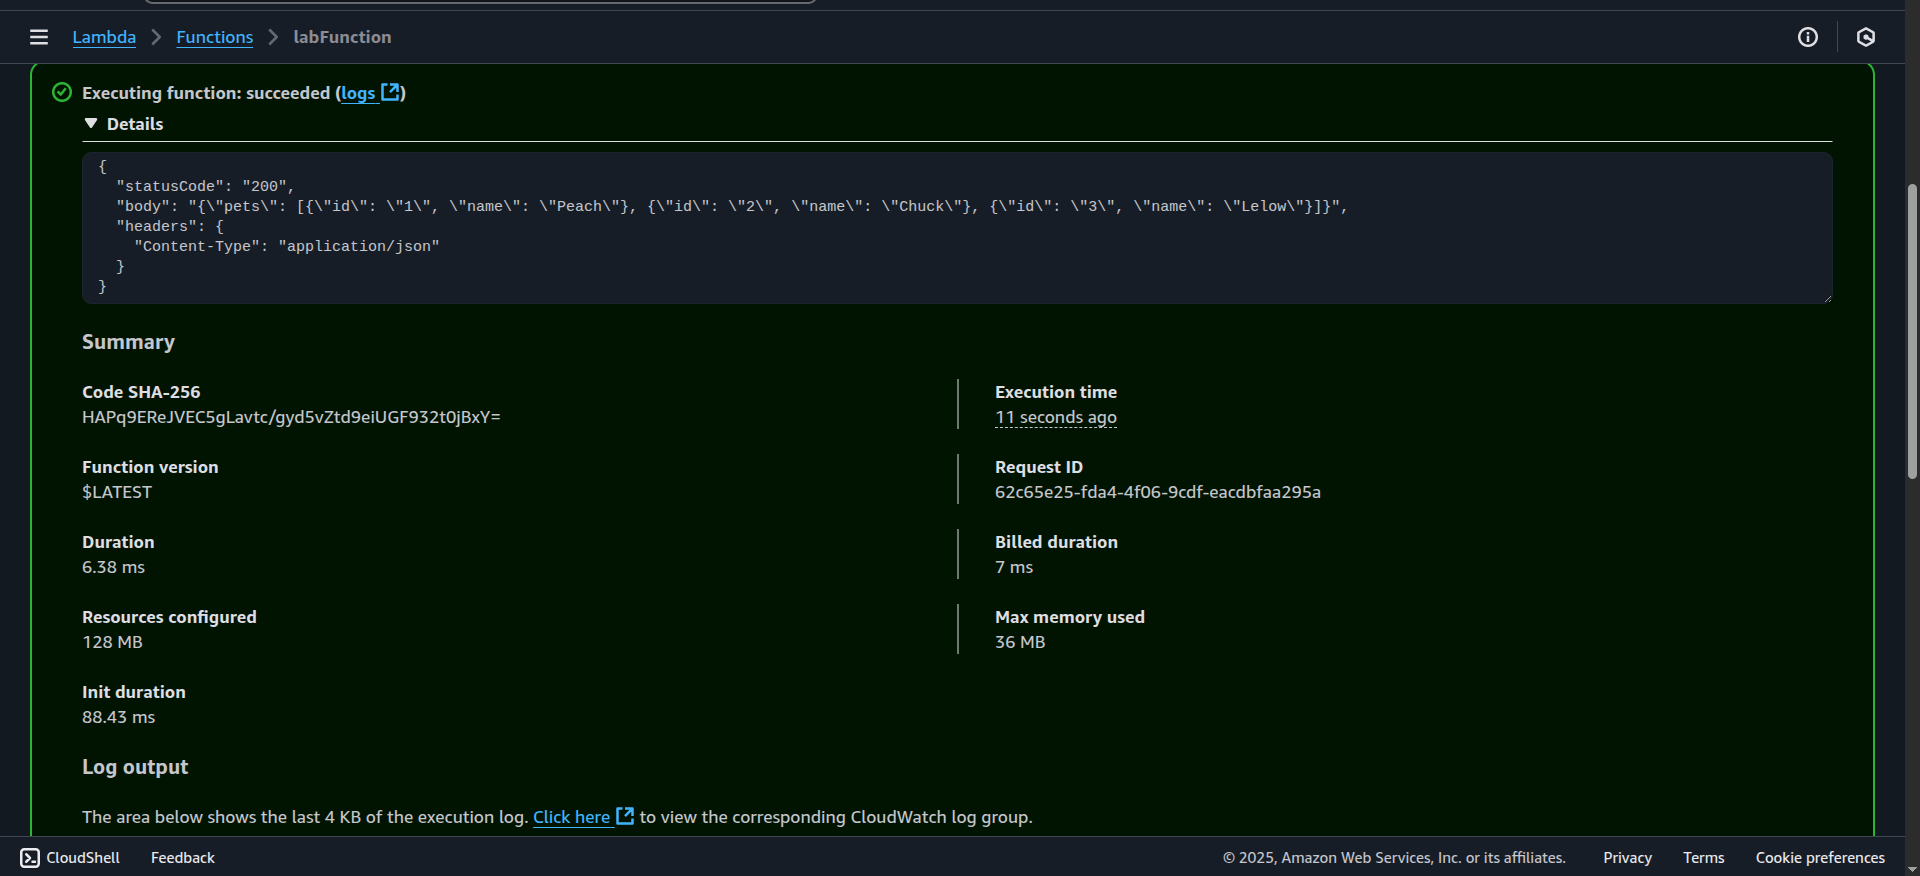 Lambda > Functions > labFunction
Executing function: succeeded (logs)
Details
{
  "statusCode": "200",
  "body": "{\"pets\": [{\"id\": \"1\", \"name\": \"Peach\"}, {\"id\": \"2\", \"name\": \"Chuck\"}, {\"id\": \"3\", \"name\": \"Lelow\"}]}",
  "headers": {
    "Content-Type": "application/json"
  }
}
Summary
Code SHA-256
HAPq9EReJVEC5gLavtc/gyd5vZtd9eiUGF932t0jBxY=
Execution time
11 seconds ago
Function version
$LATEST
Request ID
62c65e25-fda4-4f06-9cdf-eacdbfaa295a
Duration
6.38 ms
Billed duration
7 ms
Resources configured
128 MB
Max memory used
36 MB
Init duration
88.43 ms
Log output
The area below shows the last 4 KB of the execution log. Click here to view the corresponding CloudWatch log group.
CloudShell Feedback © 2025, Amazon Web Services, Inc. or its affiliates. Privacy Terms Cookie preferences